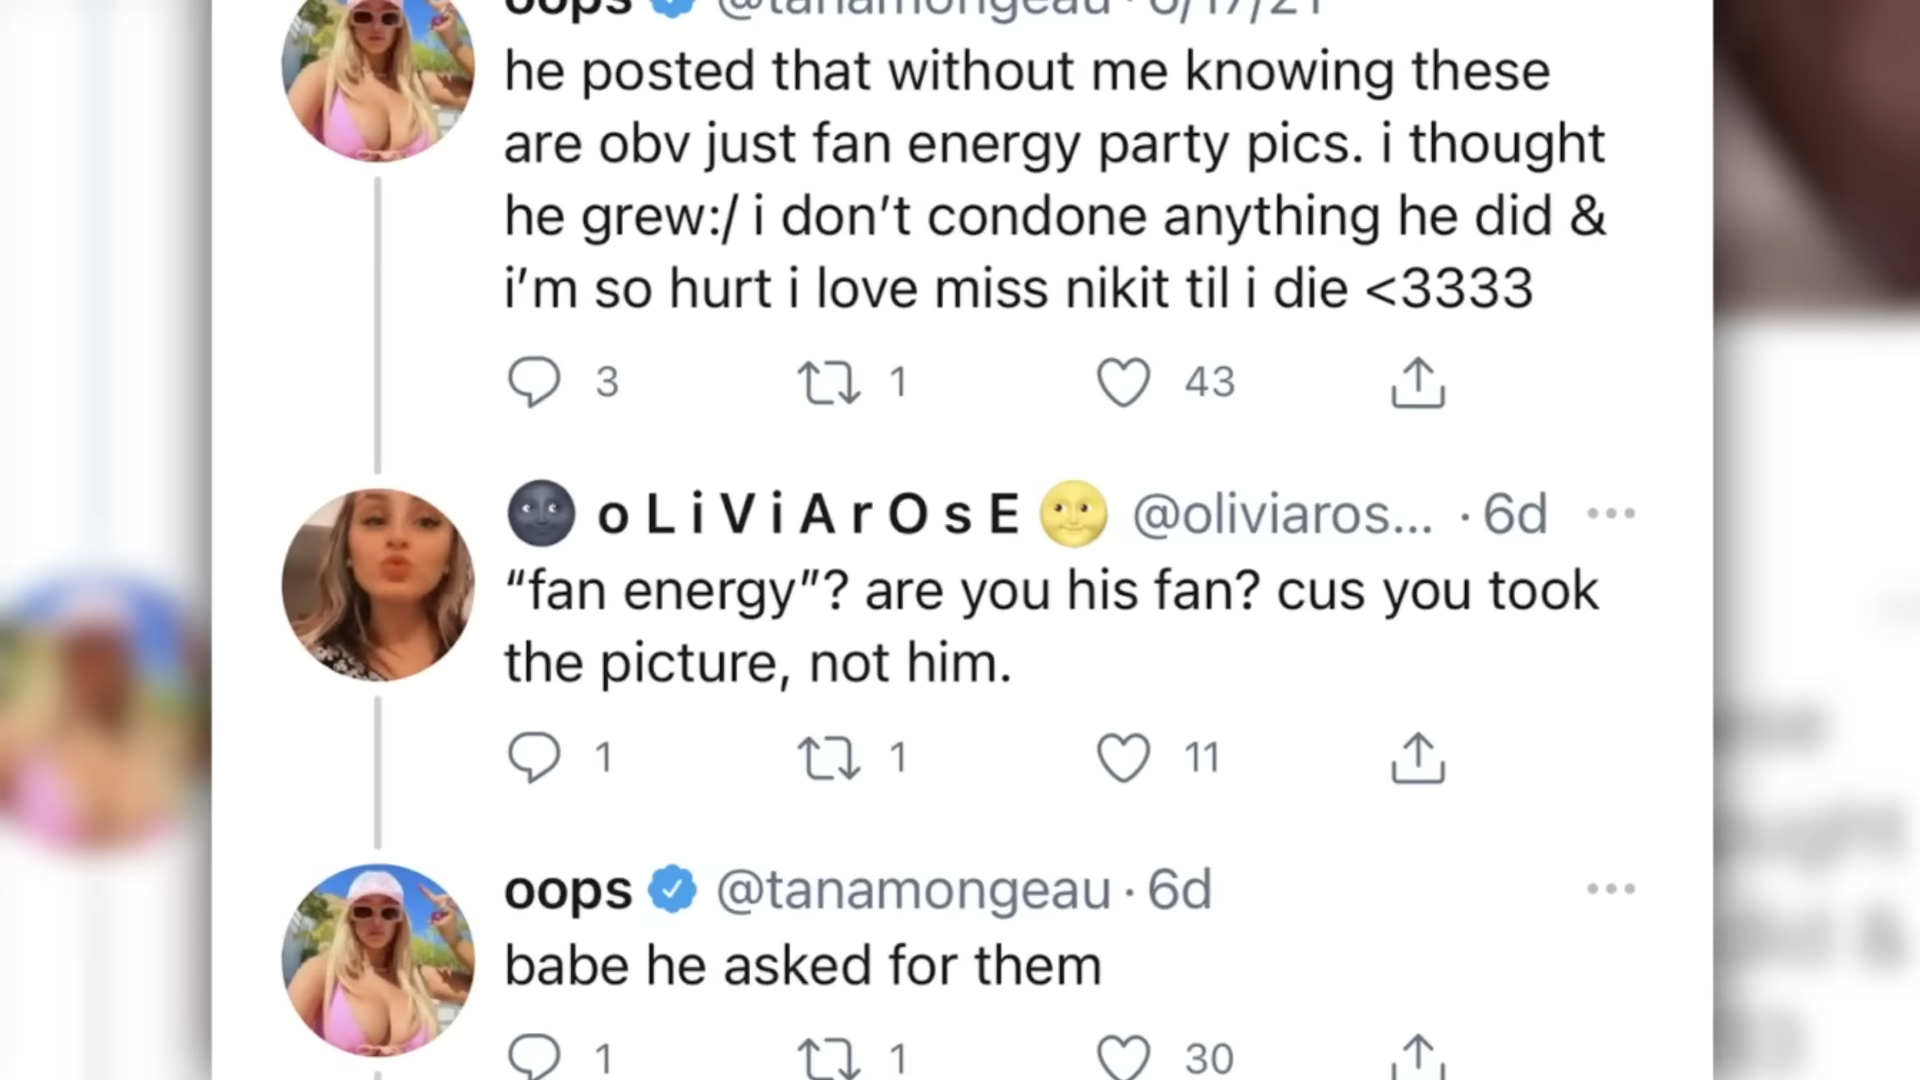 oops @tanamongeau · 6/17/21
he posted that without me knowing these
are obv just fan energy party pics. i thought
he grew:/ i don’t condone anything he did &
i’m so hurt i love miss nikit til i die <3333
3 1 43
🌚 o L i V i A r O s E 🌝 @oliviaros... · 6d ...
“fan energy”? are you his fan? cus you took
the picture, not him.
1 1 11
oops @tanamongeau · 6d ...
babe he asked for them
1 1 30